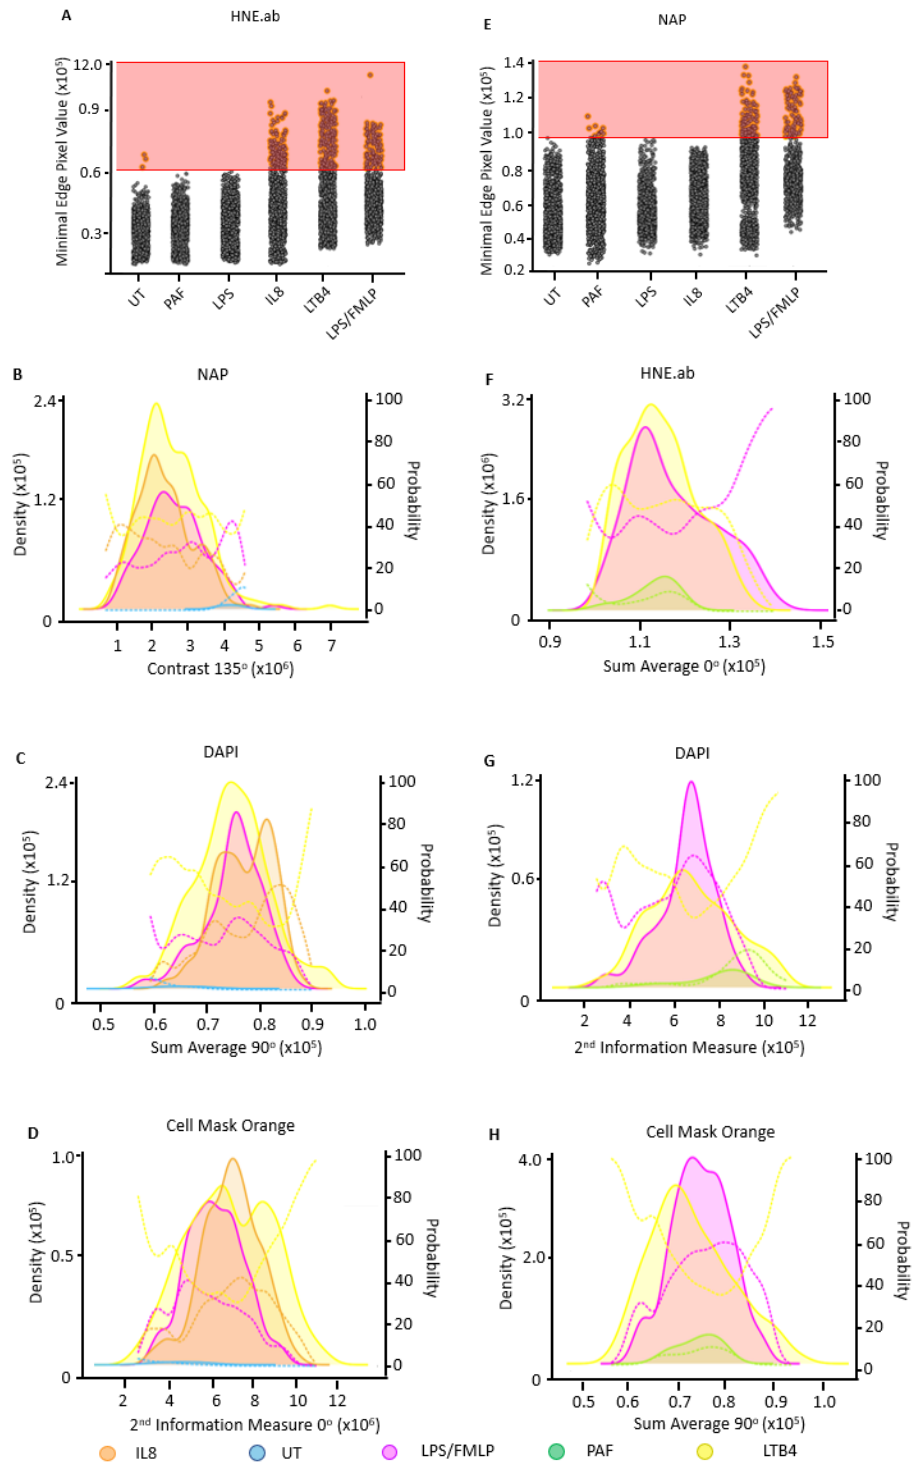 A
HNE.ab
Minimal Edge Pixel Value (x10⁵)
12.0
0.9
0.6
0.3
UT
PAF
LPS
IL8
LTB4
LPS/FMLP
E
NAP
Minimal Edge Pixel Value (x10⁵)
1.4
1.2
1.0
0.8
0.6
0.4
0.2
UT
PAF
LPS
IL8
LTB4
LPS/FMLP
B
NAP
Density (x10⁵)
2.4
1.2
0
100
80
60
40
20
0
Probability
1 2 3 4 5 6 7
Contrast 135º (x10⁶)
F
HNE.ab
Density (x10⁶)
3.2
1.6
0
100
80
60
40
20
0
Probability
0.9 1.1 1.3 1.5
Sum Average 0º (x10⁵)
C
DAPI
Density (x10⁵)
2.4
1.2
0
100
80
60
40
20
0
Probability
0.5 0.6 0.7 0.8 0.9 1.0
Sum Average 90º (x10⁵)
G
DAPI
Density (x10⁵)
1.2
0.6
0
100
80
60
40
20
0
Probability
2 4 6 8 10 12
2ⁿᵈ Information Measure (x10⁵)
D
Cell Mask Orange
Density (x10⁵)
1.0
0.5
0
100
80
60
40
20
0
Probability
2 4 6 8 10 12
2ⁿᵈ Information Measure 0º (x10⁶)
H
Cell Mask Orange
Density (x10⁵)
4.0
2.0
0
100
80
60
40
20
0
Probability
0.5 0.6 0.7 0.8 0.9 1.0
Sum Average 90º (x10⁵)
IL8 UT LPS/FMLP PAF LTB4